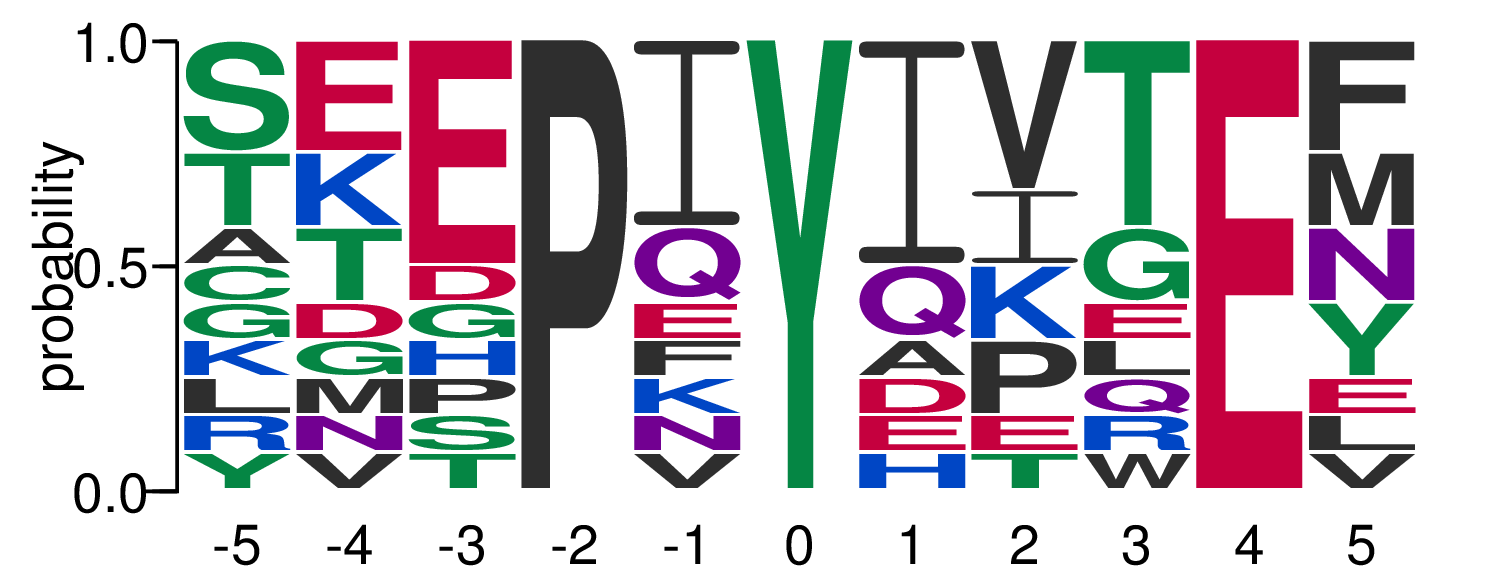 probability
1.0
0.5
0.0
S T A C G K L R Y
E K T D G M N V
E D G H P S T
P
I Q E F K N V
Y
I Q A D E H
V I K P E T
T G E L Q R W
E
F M N Y E L V
-5 -4 -3 -2 -1 0 1 2 3 4 5